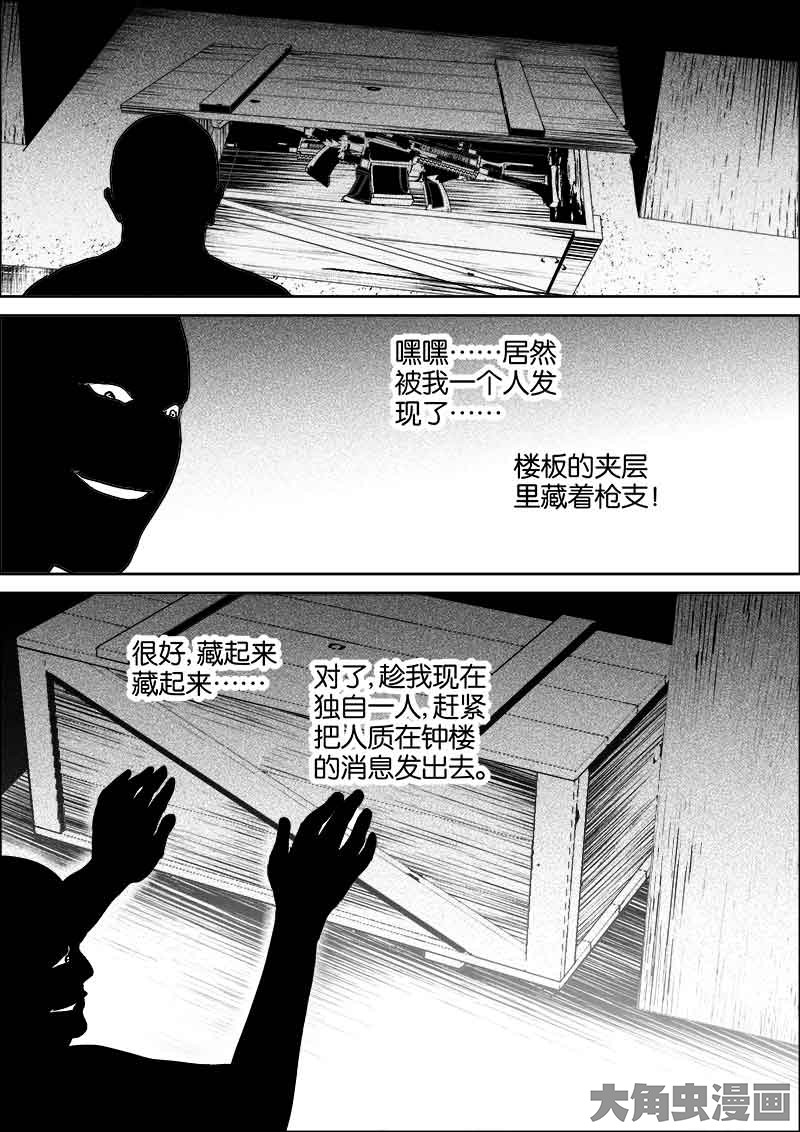 嘿嘿……居然
被我一个人发
现了……
楼板的夹层
里藏着枪支！
很好，藏起来
藏起来……
对了，趁我现在
独自一人，赶紧
把人质在钟楼
的消息发出去。
大角虫漫画